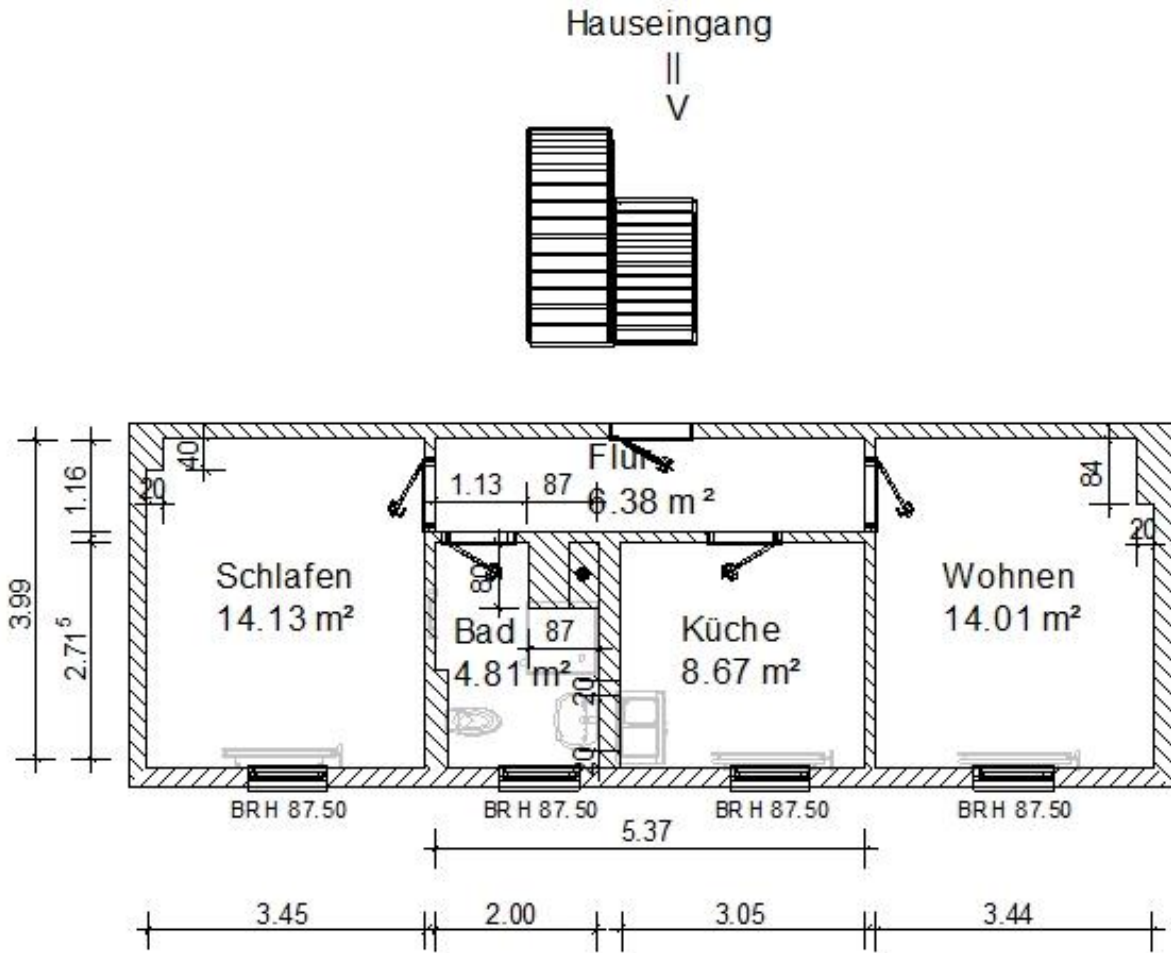 Hauseingang
||
V
40
20
1.16
3.99
2.71⁵
Flur
6.38 m²
1.13
87
84
20
Schlafen
14.13 m²
80
Bad
4.81 m²
87
20
20
Küche
8.67 m²
Wohnen
14.01 m²
BRH 87.50
BRH 87.50
BRH 87.50
BRH 87.50
5.37
3.45
2.00
3.05
3.44